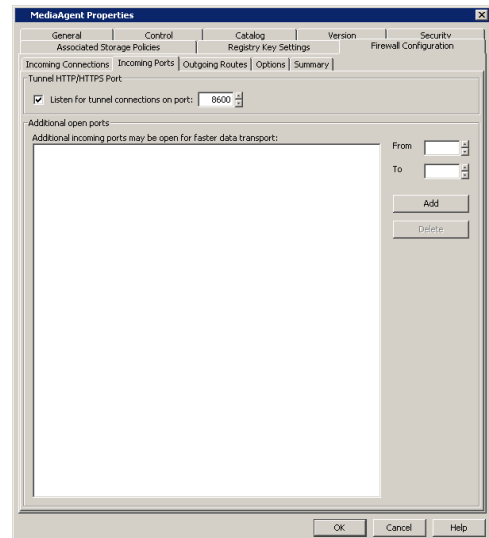 MediaAgent Properties
General Control Catalog Version Security
Associated Storage Policies Registry Key Settings Firewall Configuration
Incoming Connections Incoming Ports Outgoing Routes Options Summary
Tunnel HTTP/HTTPS Port
Listen for tunnel connections on port: 8600
Additional open ports
Additional incoming ports may be open for faster data transport:
From
To
Add
Delete
OK Cancel Help